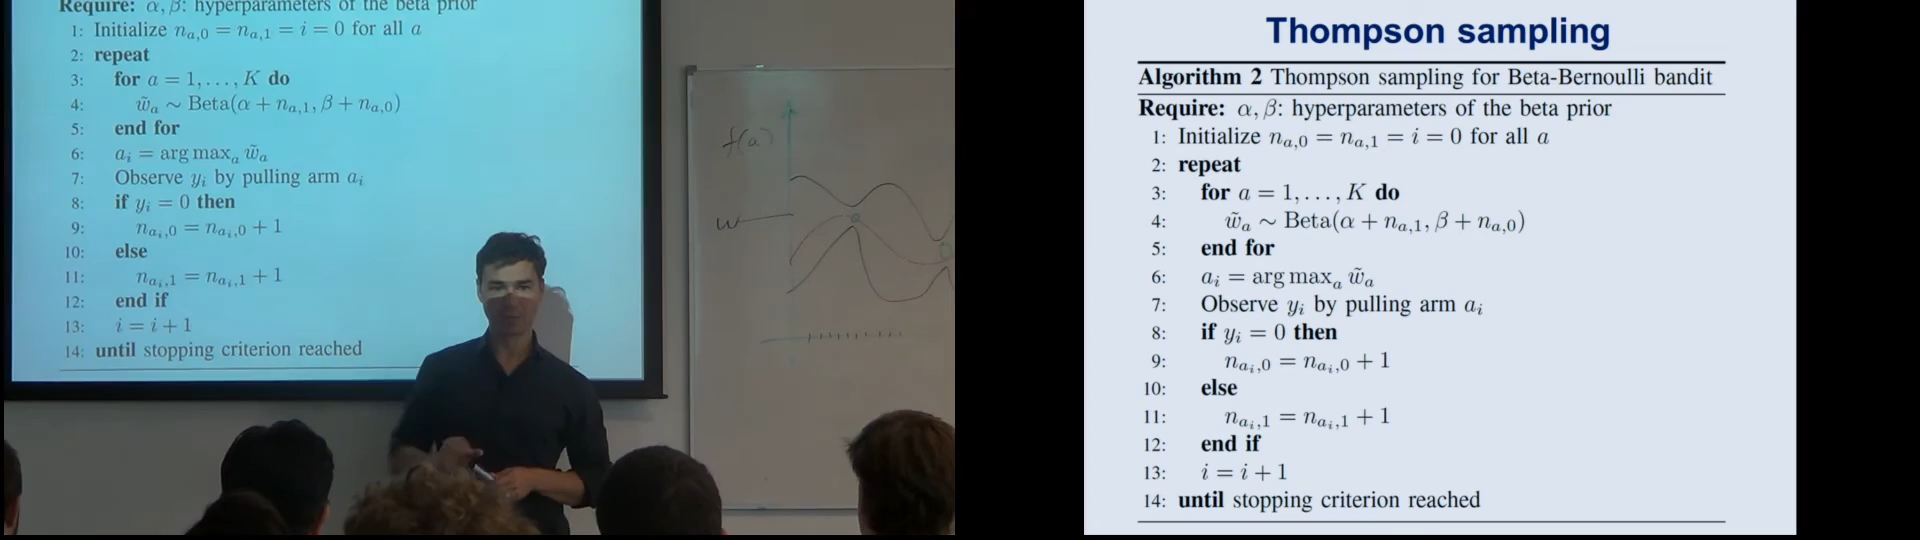 Require: α, β: hyperparameters of the beta prior
1: Initialize n_{a,0} = n_{a,1} = i = 0 for all a
2: repeat
3: for a = 1, . . . , K do
4: w̃_a ∼ Beta(α + n_{a,1}, β + n_{a,0})
5: end for
6: a_i = arg max_a w̃_a
7: Observe y_i by pulling arm a_i
8: if y_i = 0 then
9: n_{a_i,0} = n_{a_i,0} + 1
10: else
11: n_{a_i,1} = n_{a_i,1} + 1
12: end if
13: i = i + 1
14: until stopping criterion reached
f(a)
w
Thompson sampling
Algorithm 2 Thompson sampling for Beta-Bernoulli bandit
Require: α, β: hyperparameters of the beta prior
1: Initialize n_{a,0} = n_{a,1} = i = 0 for all a
2: repeat
3: for a = 1, . . . , K do
4: w̃_a ∼ Beta(α + n_{a,1}, β + n_{a,0})
5: end for
6: a_i = arg max_a w̃_a
7: Observe y_i by pulling arm a_i
8: if y_i = 0 then
9: n_{a_i,0} = n_{a_i,0} + 1
10: else
11: n_{a_i,1} = n_{a_i,1} + 1
12: end if
13: i = i + 1
14: until stopping criterion reached